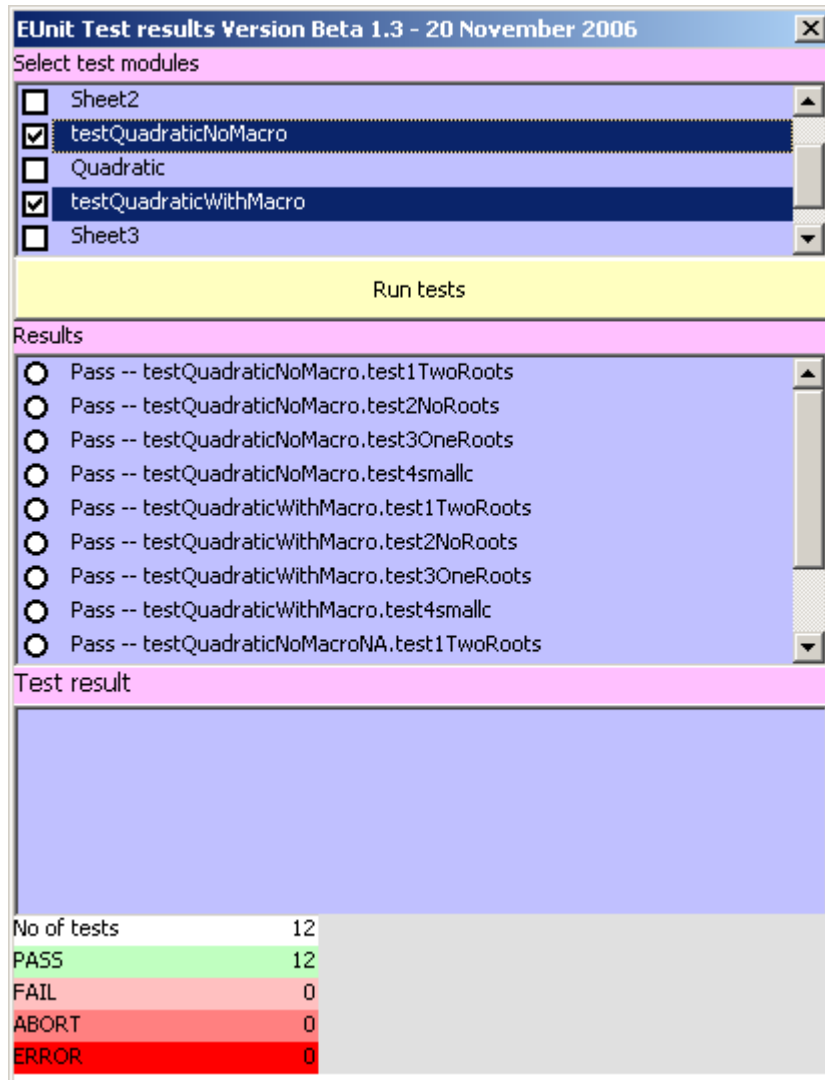 EUnit Test results Version Beta 1.3 - 20 November 2006
Select test modules
Sheet2
testQuadraticNoMacro
Quadratic
testQuadraticWithMacro
Sheet3
Run tests
Results
Pass -- testQuadraticNoMacro.test1TwoRoots
Pass -- testQuadraticNoMacro.test2NoRoots
Pass -- testQuadraticNoMacro.test3OneRoots
Pass -- testQuadraticNoMacro.test4smallc
Pass -- testQuadraticWithMacro.test1TwoRoots
Pass -- testQuadraticWithMacro.test2NoRoots
Pass -- testQuadraticWithMacro.test3OneRoots
Pass -- testQuadraticWithMacro.test4smallc
Pass -- testQuadraticNoMacroNA.test1TwoRoots
Test result
No of tests 12
PASS 12
FAIL 0
ABORT 0
ERROR 0